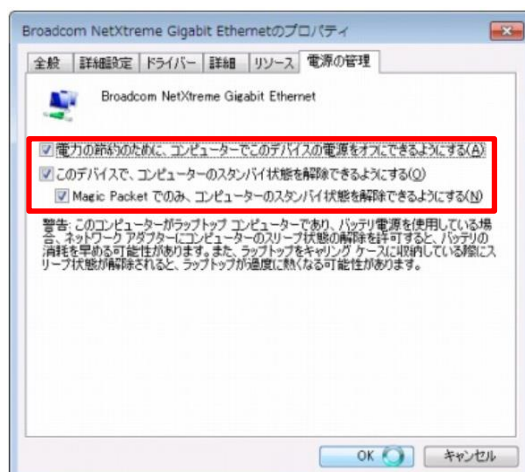 Broadcom NetXtreme Gigabit Ethernetのプロパティ
全般 詳細設定 ドライバー 詳細 リソース 電源の管理
Broadcom NetXtreme Gigabit Ethernet
電力の節約のために、コンピューターでこのデバイスの電源をオフにできるようにする(A)
このデバイスで、コンピューターのスタンバイ状態を解除できるようにする(O)
Magic Packet でのみ、コンピューターのスタンバイ状態を解除できるようにする(N)
警告: このコンピューターがラップトップ コンピューターであり、バッテリ電源を使用している場
合、ネットワーク アダプターにコンピューターのスリープ状態の解除を許可すると、バッテリの
消耗を早める可能性があります。また、ラップトップをキャリング ケースに収納している際にス
リープ状態が解除されると、ラップトップが過度に熱くなる可能性があります。
OK キャンセル